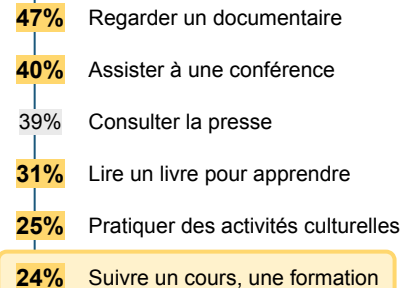 47% Regarder un documentaire
40% Assister à une conférence
39% Consulter la presse
31% Lire un livre pour apprendre
25% Pratiquer des activités culturelles
24% Suivre un cours, une formation